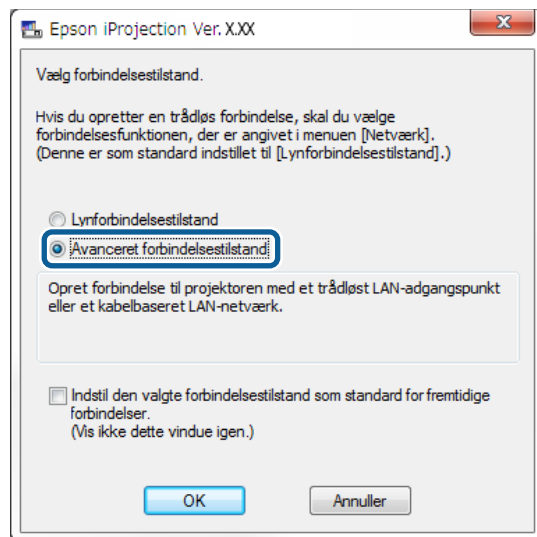 Epson iProjection Ver. X.XX
Vælg forbindelsestilstand.
Hvis du opretter en trådløs forbindelse, skal du vælge
forbindelsesfunktionen, der er angivet i menuen [Netværk].
(Denne er som standard indstillet til [Lynforbindelsestilstand].)
Lynforbindelsestilstand
Avanceret forbindelsestilstand
Opret forbindelse til projektoren med et trådløst LAN-adgangspunkt
eller et kabelbaseret LAN-netværk.
Indstil den valgte forbindelsestilstand som standard for fremtidige
forbindelser.
(Vis ikke dette vindue igen.)
OK
Annuller